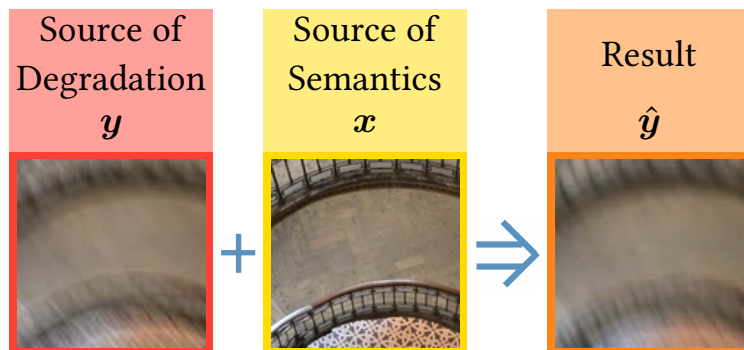 Source of
Degradation
y
Source of
Semantics
x
Result
ŷ
+
⇒